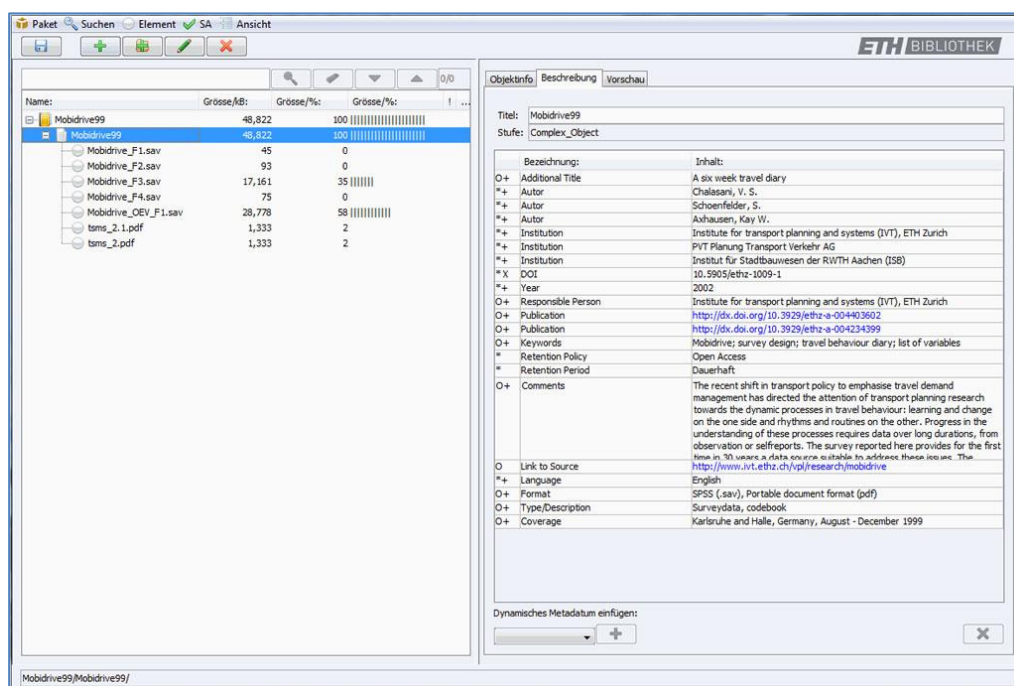 Paket Suchen Element SA Ansicht
ETH BIBLIOTHEK
0/0
Name: Grösse/kB: Grösse/%: Grösse/%: ! ...
Mobidrive99 48,822 100
Mobidrive99 48,822 100
Mobidrive_F1.sav 45 0
Mobidrive_F2.sav 93 0
Mobidrive_F3.sav 17,161 35
Mobidrive_F4.sav 75 0
Mobidrive_OEV_F1.sav 28,778 58
tsms_2.1.pdf 1,333 2
tsms_2.pdf 1,333 2
Objektinfo Beschreibung Vorschau
Titel: Mobidrive99
Stufe: Complex_Object
Bezeichnung: Inhalt:
O+ Additional Title A six week travel diary
*+ Autor Chalasani, V. S.
*+ Autor Schoenfelder, S.
*+ Autor Axhausen, Kay W.
*+ Institution Institute for transport planning and systems (IVT), ETH Zurich
*+ Institution PVT Planung Transport Verkehr AG
*+ Institution Institut für Stadtbauwesen der RWTH Aachen (ISB)
*X DOI 10.5905/ethz-1009-1
*+ Year 2002
O+ Responsible Person Institute for transport planning and systems (IVT), ETH Zurich
O+ Publication http://dx.doi.org/10.3929/ethz-a-004403602
O+ Publication http://dx.doi.org/10.3929/ethz-a-004234399
O+ Keywords Mobidrive; survey design; travel behaviour diary; list of variables
* Retention Policy Open Access
* Retention Period Dauerhaft
O+ Comments The recent shift in transport policy to emphasise travel demand
management has directed the attention of transport planning research
towards the dynamic processes in travel behaviour: learning and change
on the one side and rhythms and routines on the other. Progress in the
understanding of these processes requires data over long durations, from
observation or selfreports. The survey reported here provides for the first
time in 30 years a data source suitable to address these issues. The
O Link to Source http://www.ivt.ethz.ch/vpl/research/mobidrive
*+ Language English
O+ Format SPSS (.sav), Portable document format (pdf)
O+ Type/Description Surveydata, codebook
O+ Coverage Karlsruhe and Halle, Germany, August - December 1999
Dynamisches Metadatum einfügen:
Mobidrive99/Mobidrive99/